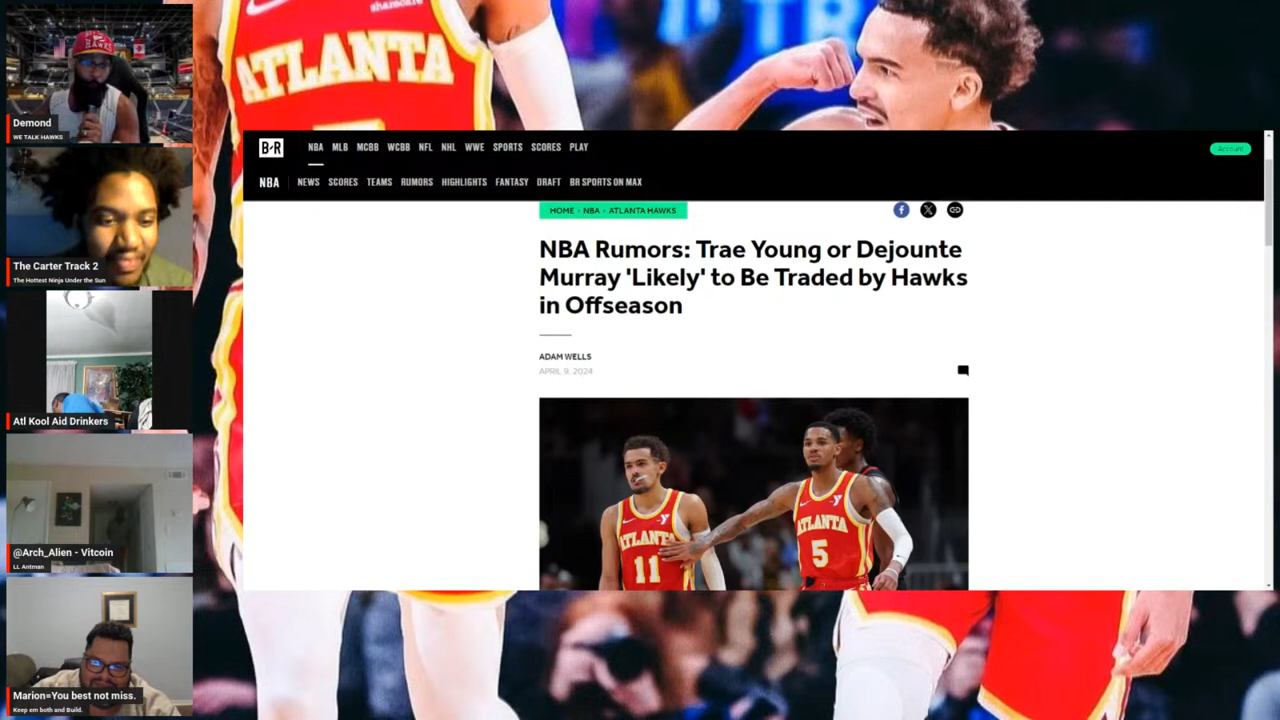 sharecare
ATLANTA
HAWKS
Demond
WE TALK HAWKS
The Carter Track 2
The Hottest Ninja Under the Sun
Atl Kool Aid Drinkers
@Arch_Alien - Vitcoin
LL Antman
Marion=You best not miss.
Keep em both and Build.
B/R
NBA MLB MCBB WCBB NFL NHL WWE SPORTS SCORES PLAY
Account
NBA NEWS SCORES TEAMS RUMORS HIGHLIGHTS FANTASY DRAFT BR SPORTS ON MAX
HOME › NBA › ATLANTA HAWKS
NBA Rumors: Trae Young or Dejounte
Murray 'Likely' to Be Traded by Hawks
in Offseason
ADAM WELLS
APRIL 9, 2024
ATLANTA
11
ATLANTA
5